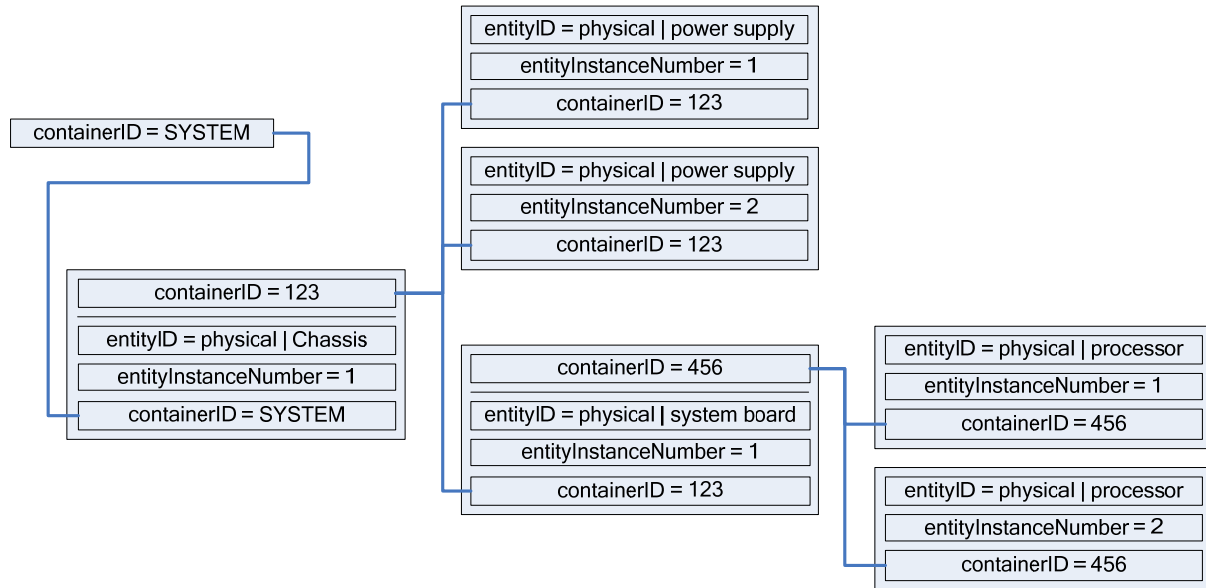 containerID = SYSTEM
containerID = 123
entityID = physical | Chassis
entityInstanceNumber = 1
containerID = SYSTEM
entityID = physical | power supply
entityInstanceNumber = 1
containerID = 123
entityID = physical | power supply
entityInstanceNumber = 2
containerID = 123
containerID = 456
entityID = physical | system board
entityInstanceNumber = 1
containerID = 123
entityID = physical | processor
entityInstanceNumber = 1
containerID = 456
entityID = physical | processor
entityInstanceNumber = 2
containerID = 456